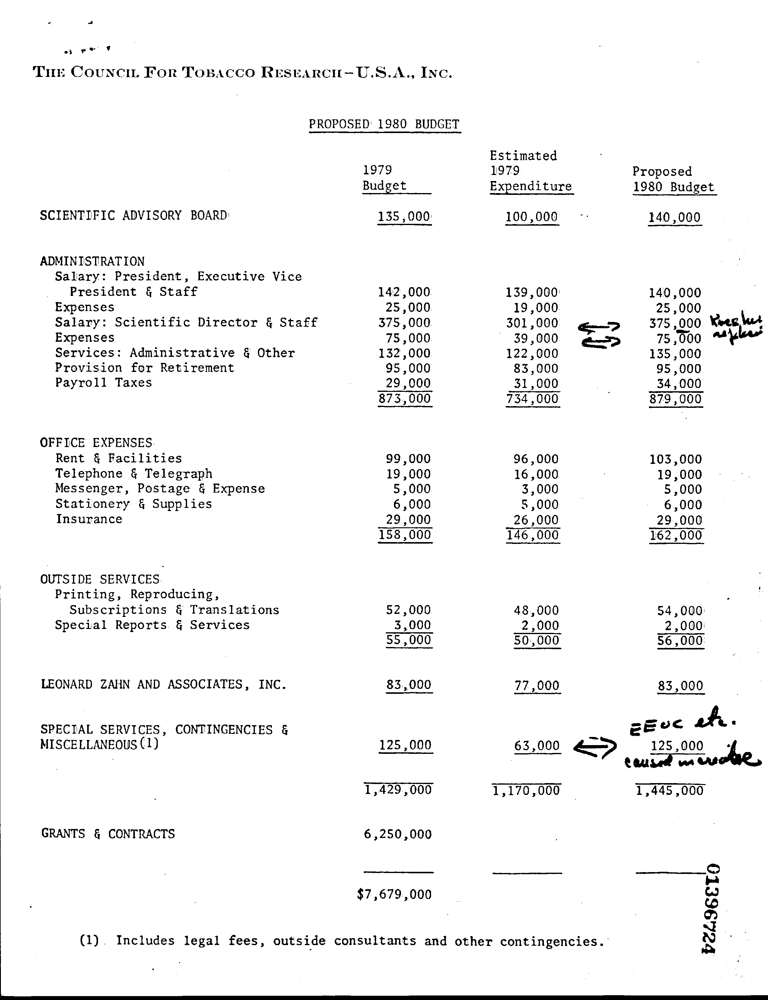 THE COUNCIL FOR TOBACCO RESEARCH-U.S.A., INC.
PROPOSED 1980 BUDGET
1979 Budget Estimated 1979 Expenditure Proposed 1980 Budget
SCIENTIFIC ADVISORY BOARD 135,000 100,000 140,000
ADMINISTRATION
Salary: President, Executive Vice
President & Staff 142,000 139,000 140,000
Expenses 25,000 19,000 25,000
Salary: Scientific Director & Staff 375,000 301,000 375,000
Expenses 75,000 39,000 75,000
Services: Administrative & Other 132,000 122,000 135,000
Provision for Retirement 95,000 83,000 95,000
Payroll Taxes 29,000 31,000 34,000
873,000 734,000 879,000
OFFICE EXPENSES
Rent & Facilities 99,000 96,000 103,000
Telephone & Telegraph 19,000 16,000 19,000
Messenger, Postage & Expense 5,000 3,000 5,000
Stationery & Supplies 6,000 5,000 6,000
Insurance 29,000 26,000 29,000
158,000 146,000 162,000
OUTSIDE SERVICES
Printing, Reproducing,
Subscriptions & Translations 52,000 48,000 54,000
Special Reports & Services 3,000 2,000 2,000
55,000 50,000 56,000
LEONARD ZAHN AND ASSOCIATES, INC. 83,000 77,000 83,000
EEOC etc.
SPECIAL SERVICES, CONTINGENCIES &
MISCELLANEOUS(1) 125,000 63,000 125,000
caused increase
1,429,000 1,170,000 1,445,000
GRANTS & CONTRACTS 6,250,000
$7,679,000
(1) Includes legal fees, outside consultants and other contingencies.
01396724